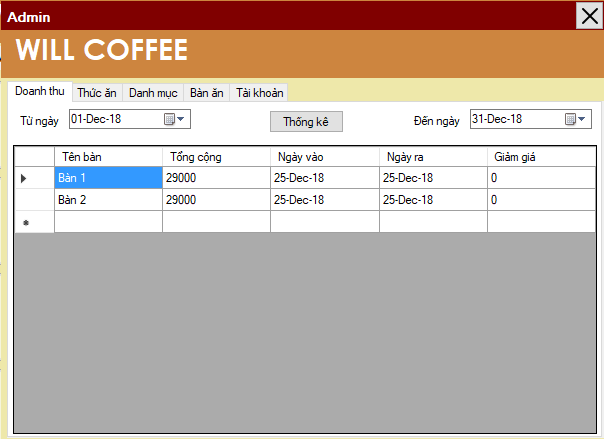 Admin
WILL COFFEE
Doanh thu Thức ăn Danh mục Bàn ăn Tài khoản
Từ ngày 01-Dec-18 Thống kê Đến ngày 31-Dec-18
Tên bàn Tổng cộng Ngày vào Ngày ra Giảm giá
Bàn 1 29000 25-Dec-18 25-Dec-18 0
Bàn 2 29000 25-Dec-18 25-Dec-18 0